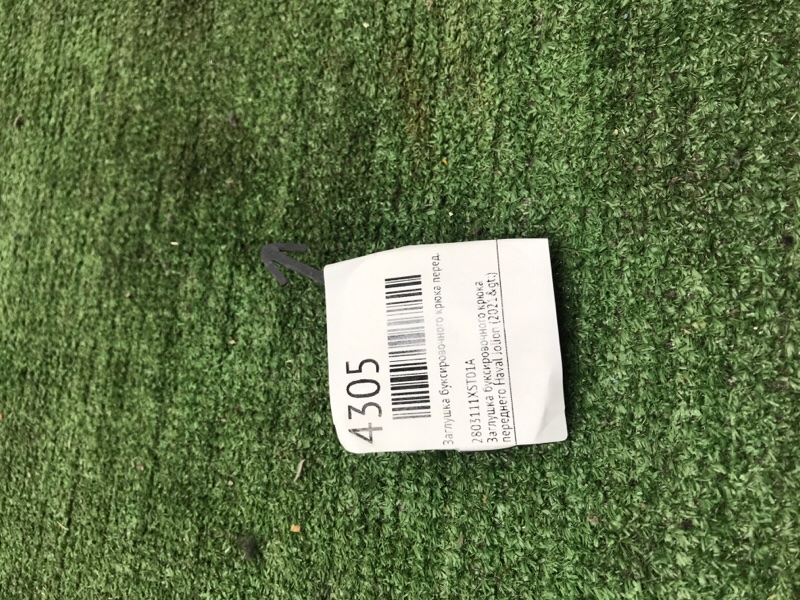 4305
Заглушка буксировочного крюка перед.
2803111XST01A
Заглушка буксировочного крюка
переднего Haval Jolion (2021&gt;)